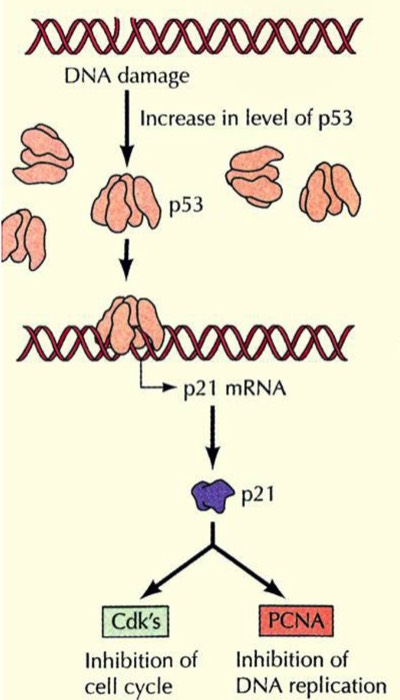 DNA damage
Increase in level of p53
p53
p21 mRNA
p21
Cdk's
PCNA
Inhibition of
cell cycle
Inhibition of
DNA replication